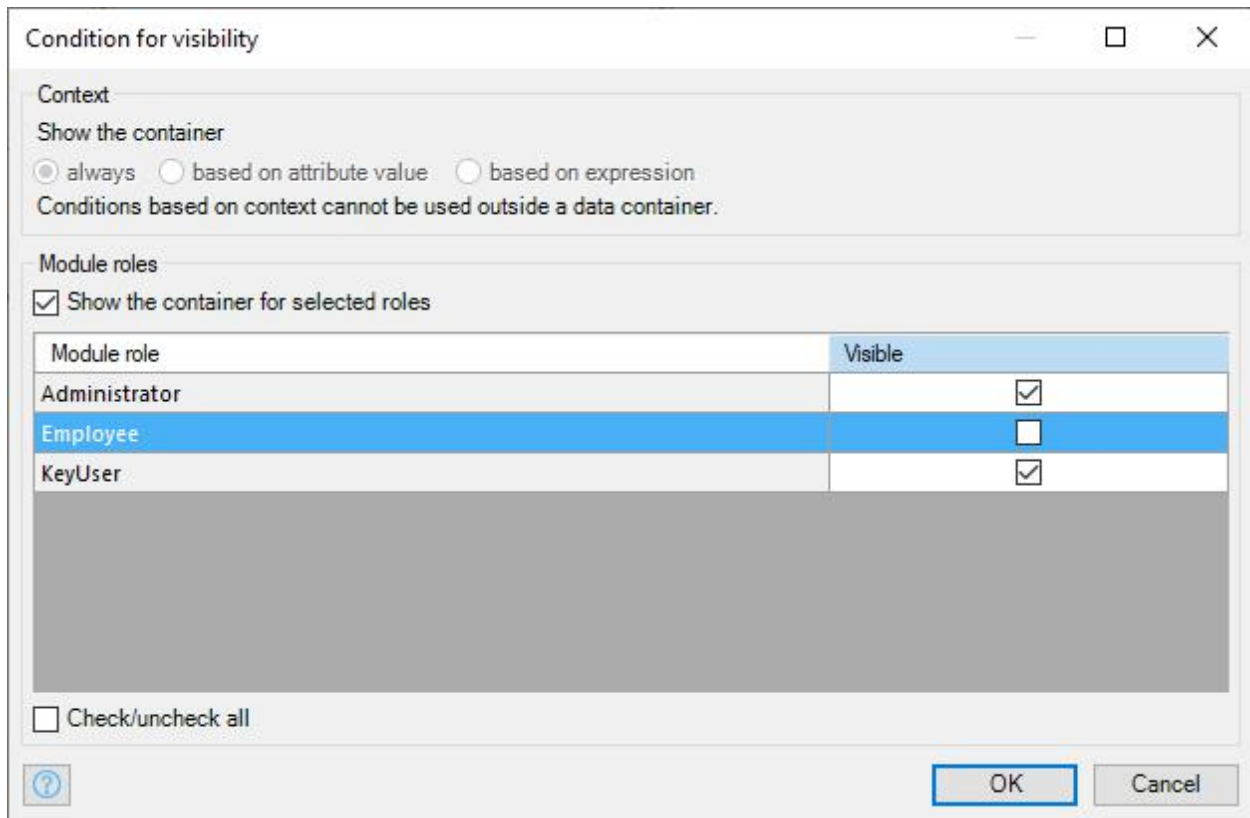 Condition for visibility
Context
Show the container
always based on attribute value based on expression
Conditions based on context cannot be used outside a data container.
Module roles
Show the container for selected roles
Module role Visible
Administrator
Employee
KeyUser
Check/uncheck all
? OK Cancel